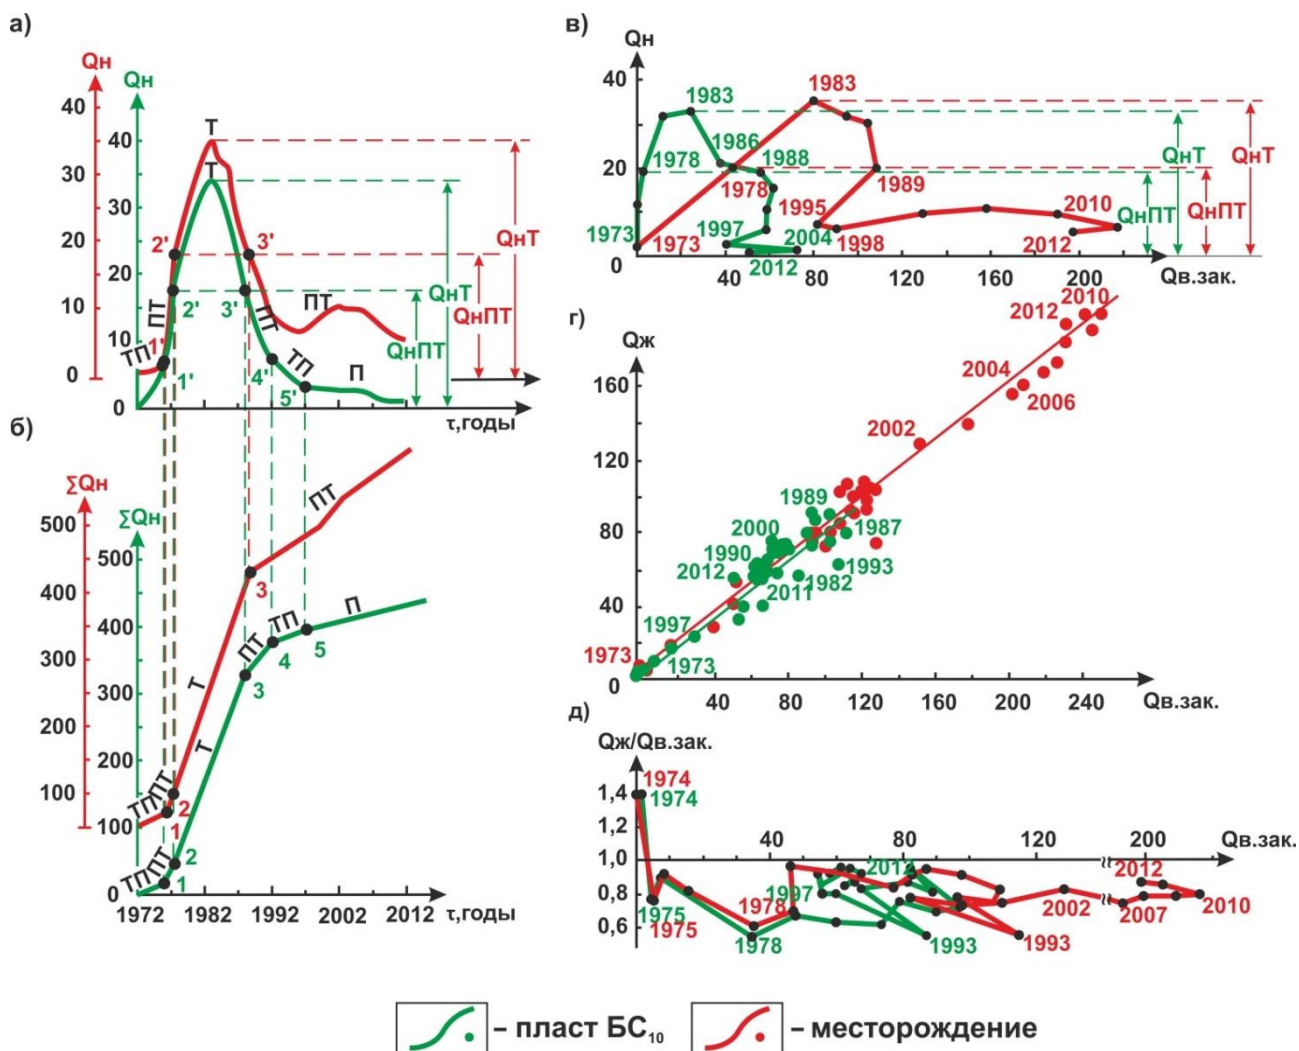 а)
Qн
Qн
40
30
20
10
0
40
30
20
10
0
Т
Т
2'
3'
2'
3'
1'
1'
4'
5'
ТП
ПТ
ПТ
ПТ
ТП
П
QнТ
QнТ
QнПТ
QнПТ
τ,годы
б)
∑Qн
∑Qн
500
400
300
200
100
0
500
400
300
200
100
0
ТП
ПТ
ТП
ПТ
Т
Т
ПТ
ПТ
ТП
П
1
2
3
1
2
3
4
5
1972
1982
1992
2002
2012
τ,годы
в)
Qн
40
20
0
1983
1983
1978
1986
1988
1978
1989
1973
1973
1997
2004
2012
1995
1998
2010
2012
QнТ
QнТ
QнПТ
QнПТ
40
80
120
160
200
Qв.зак.
г)
Qж
160
120
80
40
0
2010
2012
2004
2006
2002
1989
2000
1987
1990
1993
2012
1982
2011
1997
1973
1973
40
80
120
160
200
240
Qв.зак.
д)
Qж/Qв.зак.
1,4
1,2
1,0
0,8
0,6
1974
1974
40
80
120
200
Qв.зак.
2012
2012
1997
1975
1975
1978
1978
1993
1993
2002
2007
2010
– пласт БС₁₀
– месторождение